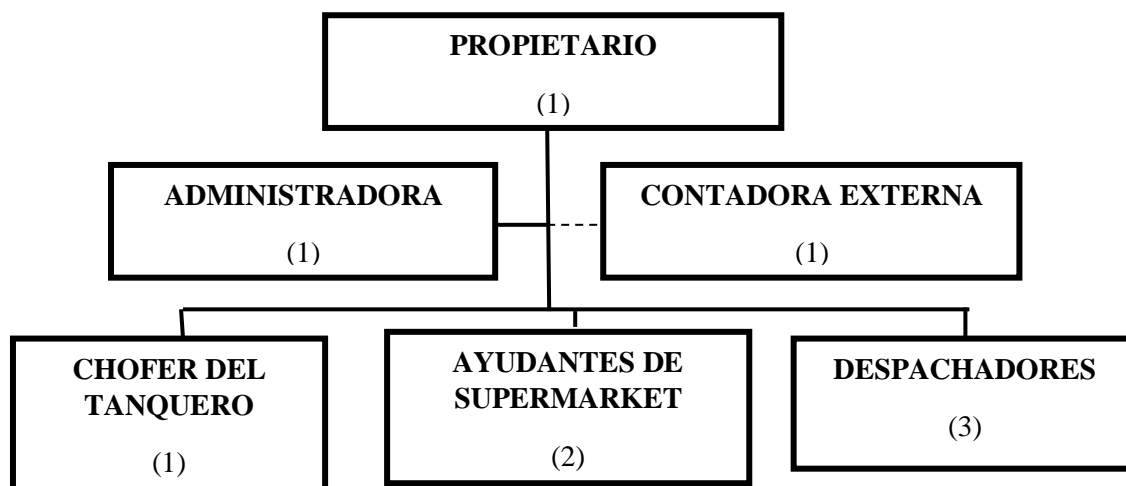 PROPIETARIO
(1)
ADMINISTRADORA
(1)
CONTADORA EXTERNA
(1)
CHOFER DEL
TANQUERO
(1)
AYUDANTES DE
SUPERMARKET
(2)
DESPACHADORES
(3)